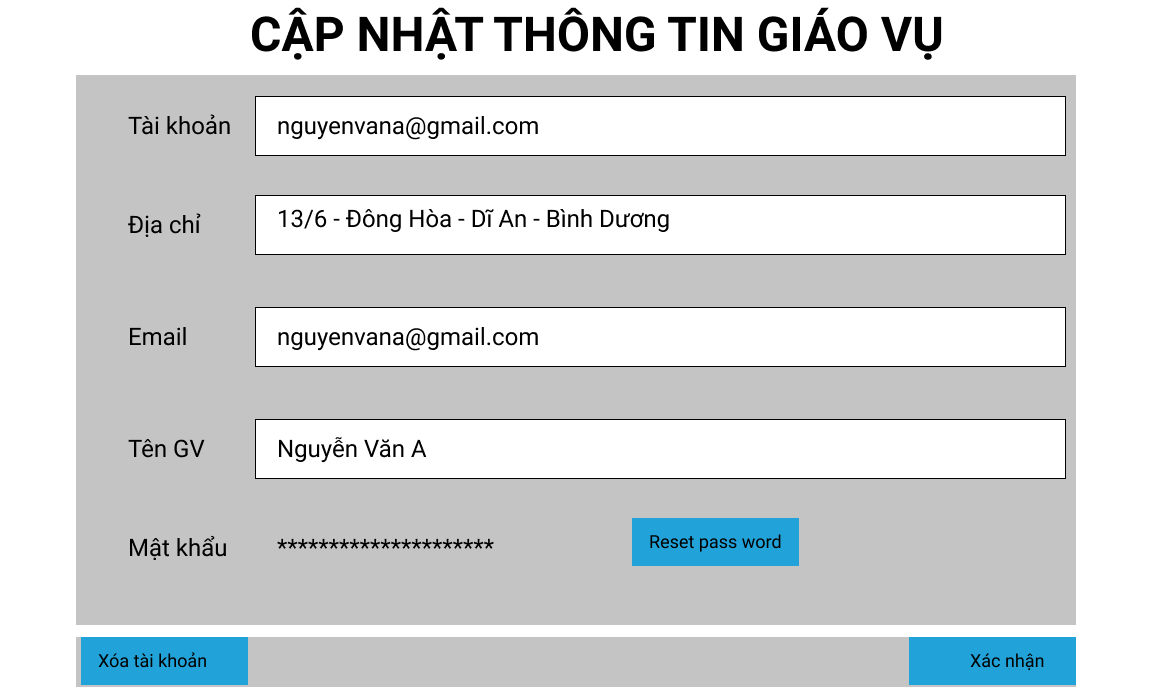 CẬP NHẬT THÔNG TIN GIÁO VỤ
Tài khoản nguyenvana@gmail.com
Địa chỉ 13/6 - Đông Hòa - Dĩ An - Bình Dương
Email nguyenvana@gmail.com
Tên GV Nguyễn Văn A
Mật khẩu ********************* Reset pass word
Xóa tài khoản Xác nhận